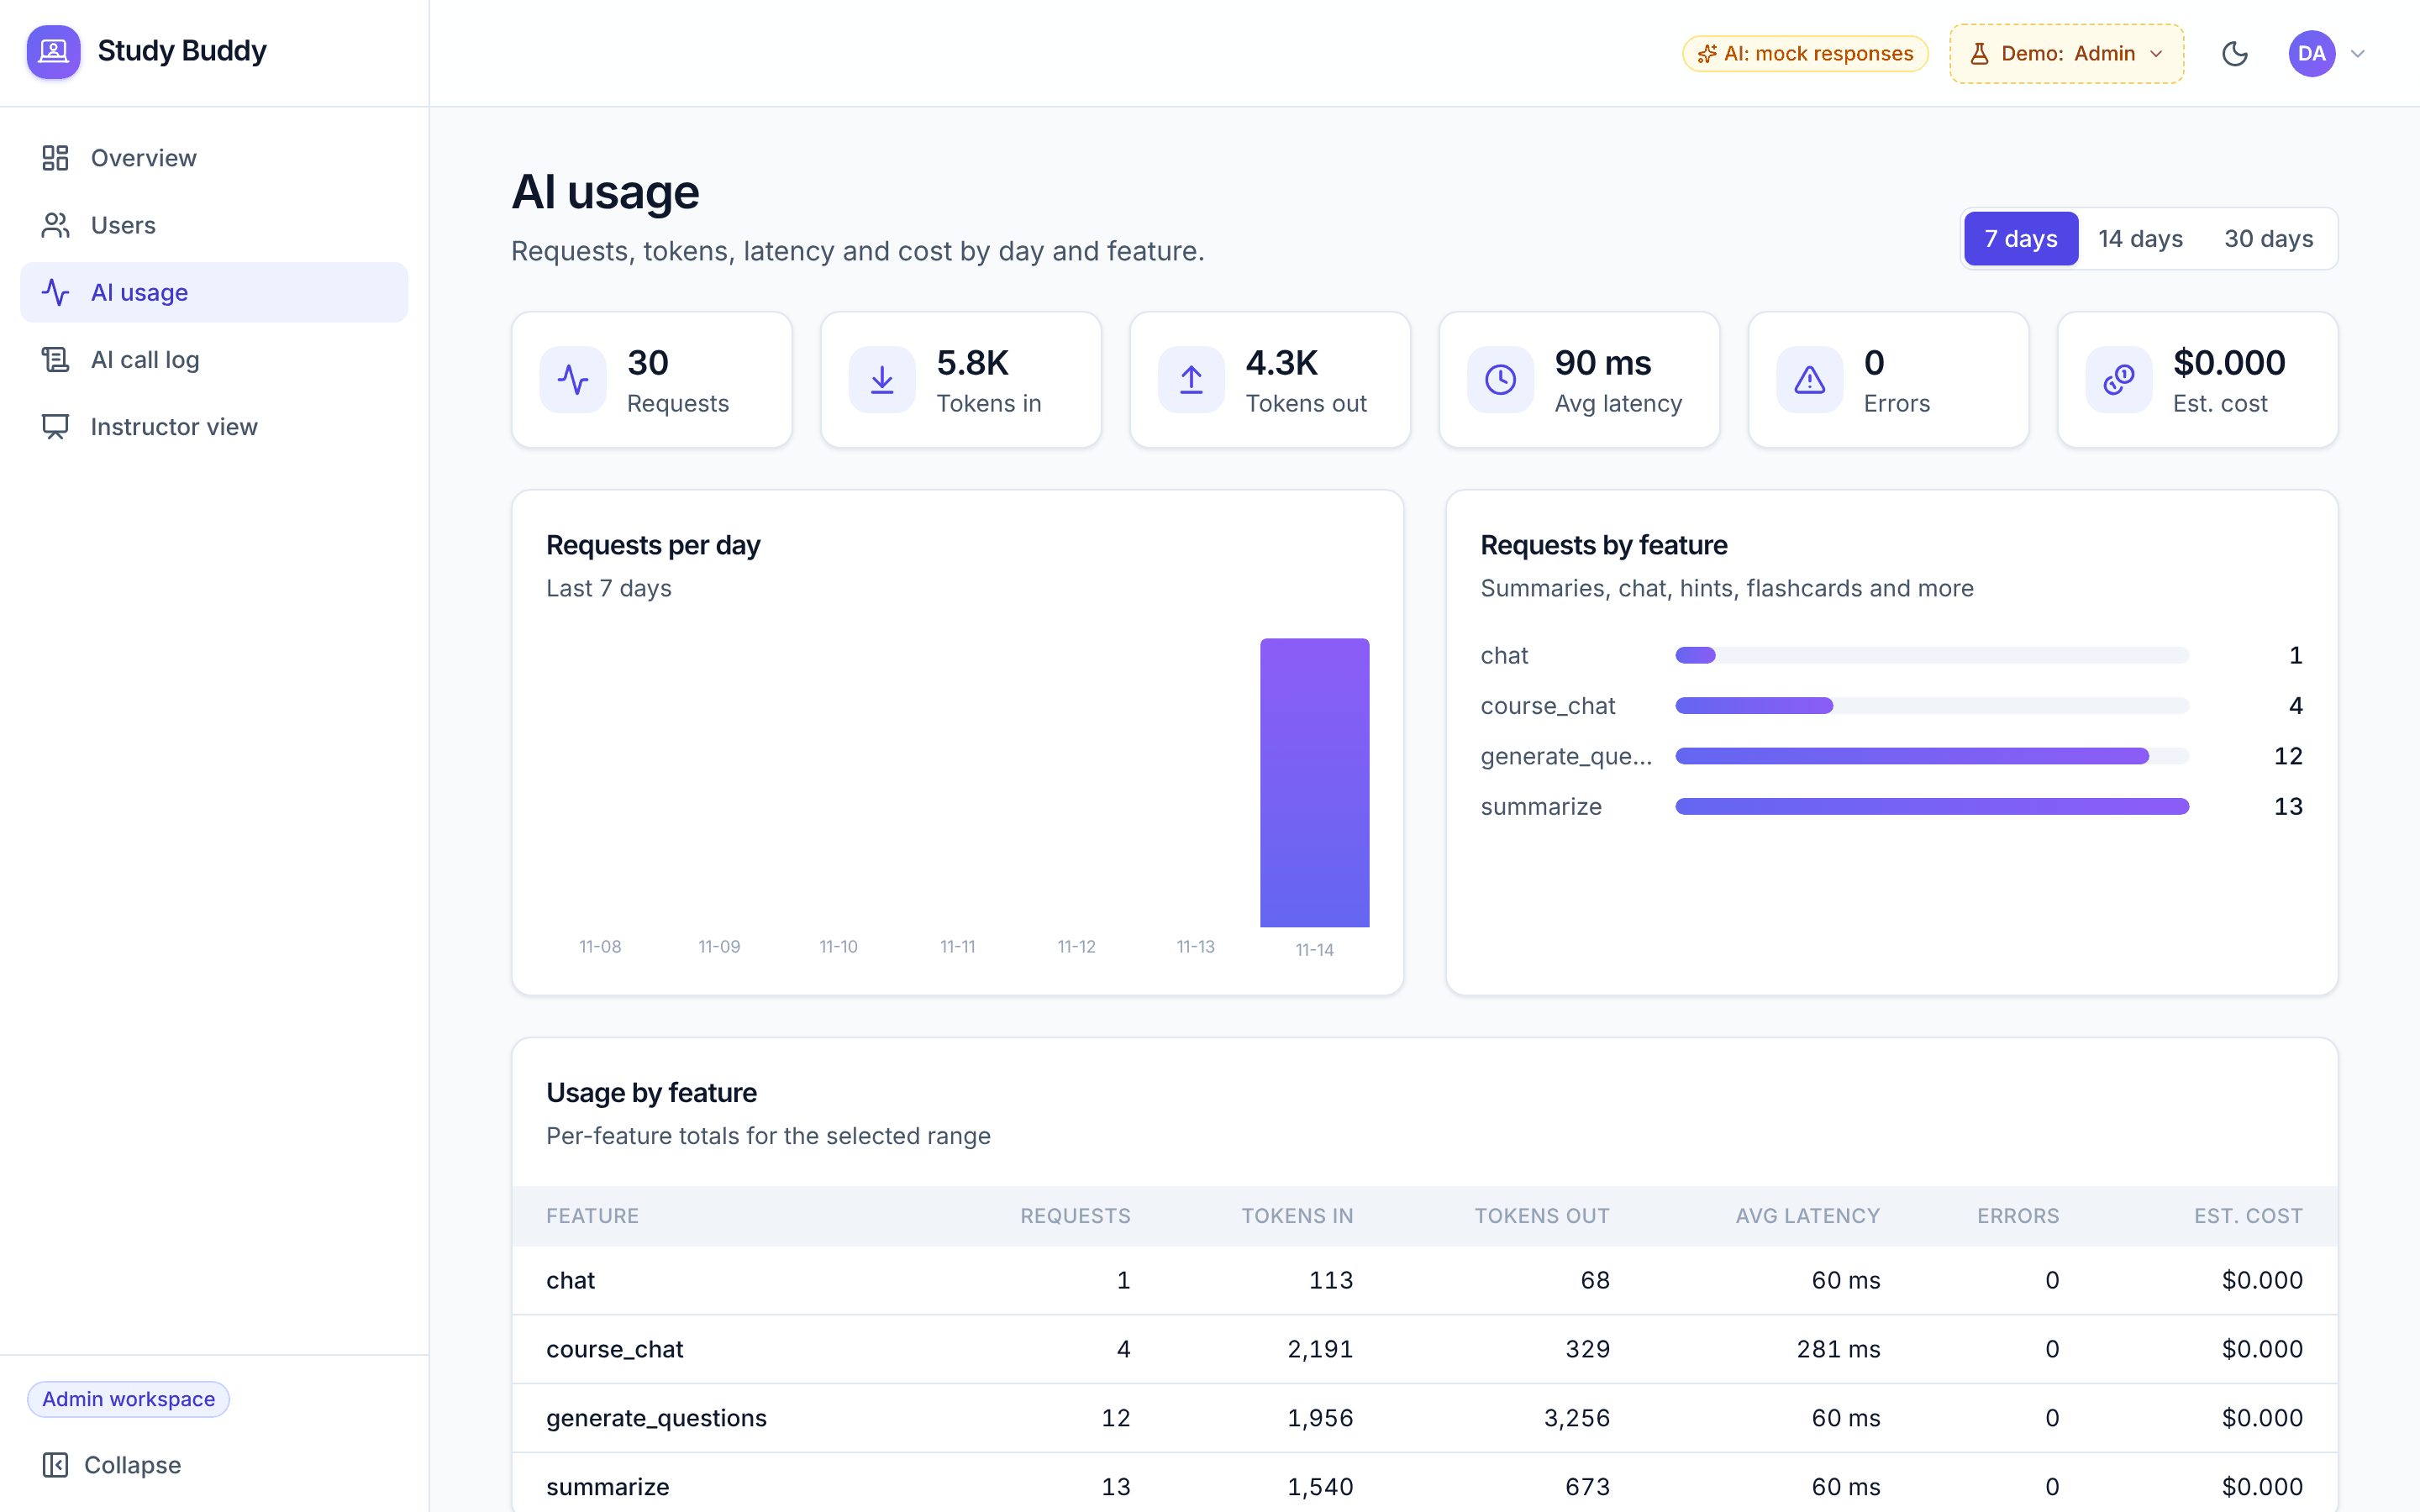 Study Buddy
AI: mock responses
Demo: Admin
DA
Overview
Users
AI usage
AI call log
Instructor view
AI usage
Requests, tokens, latency and cost by day and feature.
7 days
14 days
30 days
30
Requests
5.8K
Tokens in
4.3K
Tokens out
90 ms
Avg latency
0
Errors
$0.000
Est. cost
Requests per day
Last 7 days
11-08 11-09 11-10 11-11 11-12 11-13 11-14
Requests by feature
Summaries, chat, hints, flashcards and more
chat 1
course_chat 4
generate_que... 12
summarize 13
Usage by feature
Per-feature totals for the selected range
FEATURE REQUESTS TOKENS IN TOKENS OUT AVG LATENCY ERRORS EST. COST
chat 1 113 68 60 ms 0 $0.000
course_chat 4 2,191 329 281 ms 0 $0.000
generate_questions 12 1,956 3,256 60 ms 0 $0.000
summarize 13 1,540 673 60 ms 0 $0.000
Admin workspace
Collapse